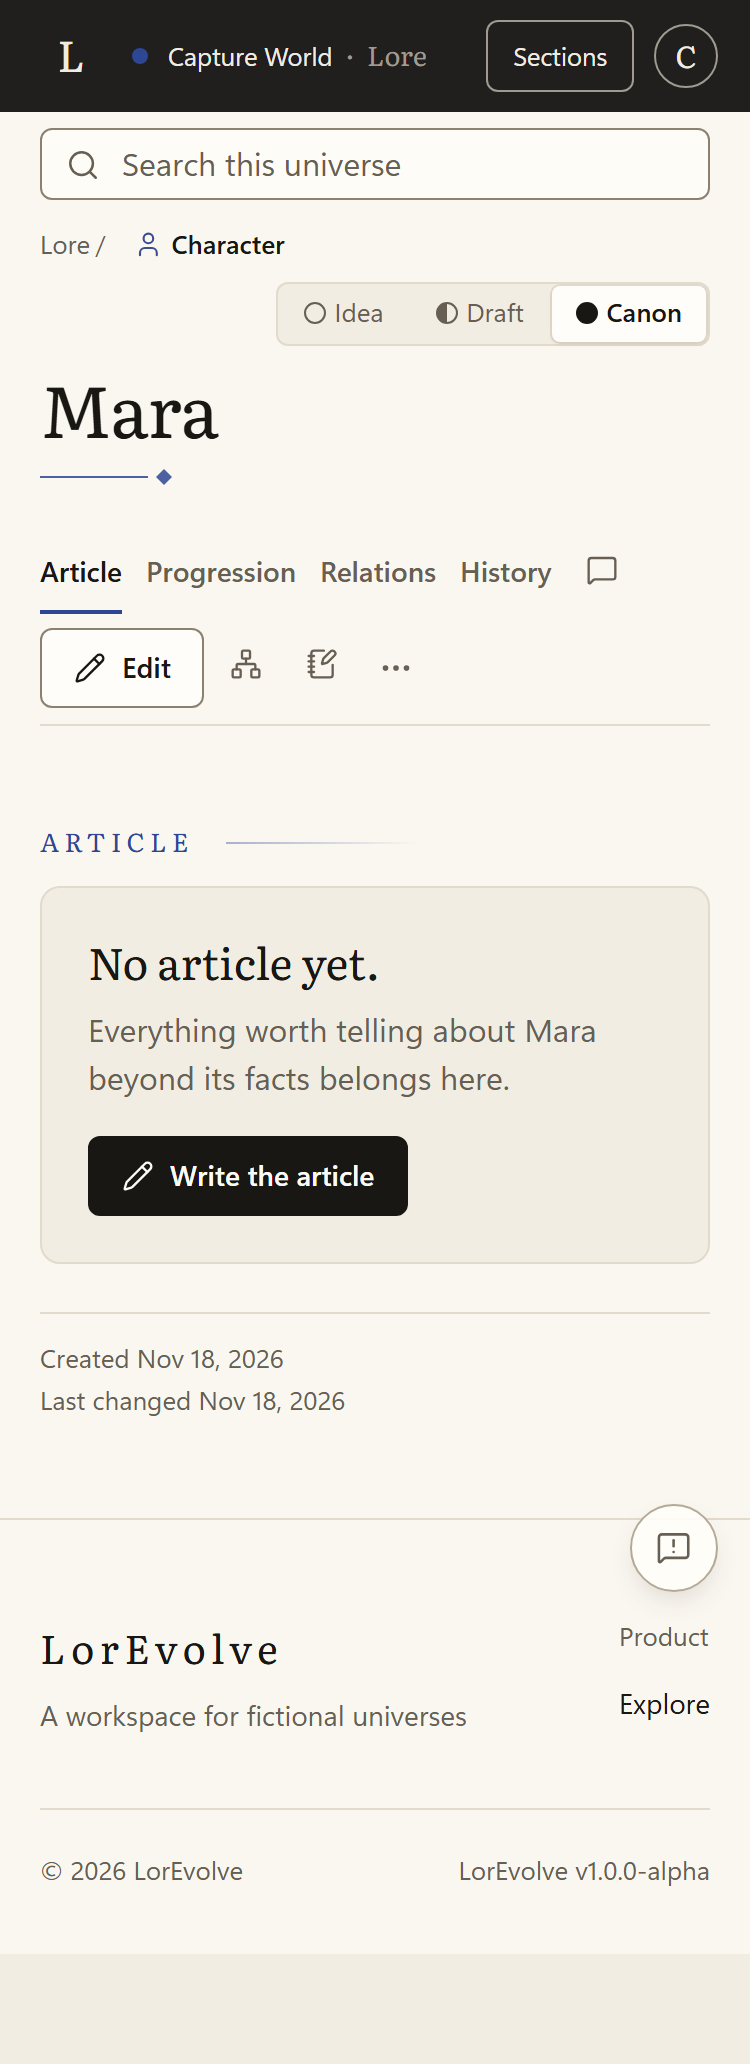 L
Capture World · Lore
Sections
C
Search this universe
Lore / Character
Idea
Draft
Canon
Mara
Article
Progression
Relations
History
Edit
ARTICLE
No article yet.
Everything worth telling about Mara
beyond its facts belongs here.
Write the article
Created Nov 18, 2026
Last changed Nov 18, 2026
LorEvolve
A workspace for fictional universes
Product
Explore
© 2026 LorEvolve
LorEvolve v1.0.0-alpha